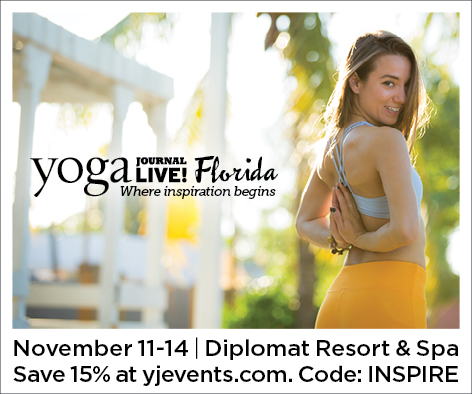 yoga JOURNAL LIVE! Florida
Where inspiration begins
November 11-14 | Diplomat Resort & Spa
Save 15% at yjevents.com. Code: INSPIRE